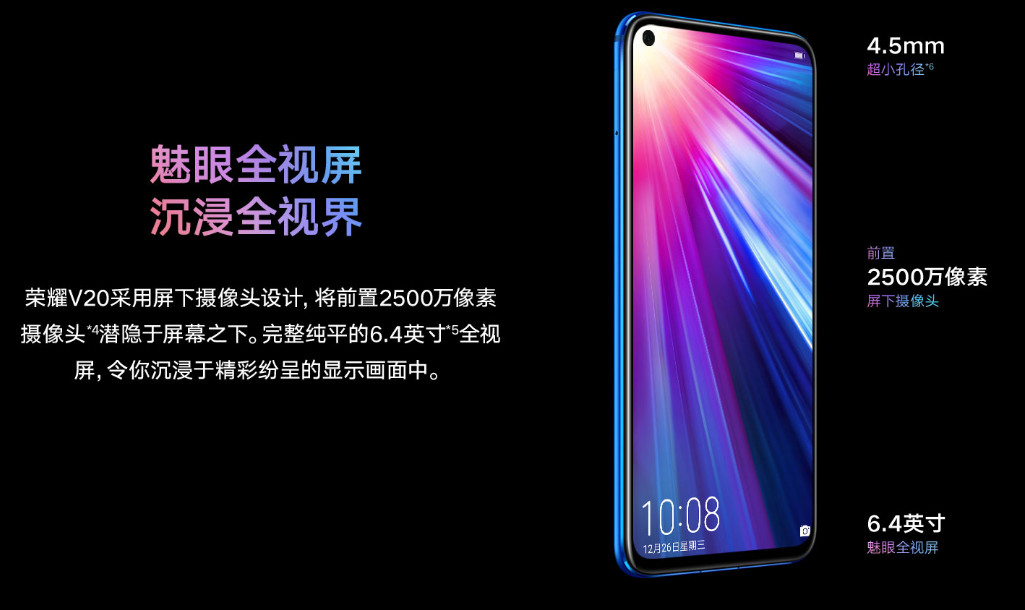 魅眼全视屏
沉浸全视界
荣耀V20采用屏下摄像头设计, 将前置2500万像素
摄像头*4潜隐于屏幕之下。完整纯平的6.4英寸*5全视
屏, 令你沉浸于精彩纷呈的显示画面中。
10:08
12月26日星期三
4.5mm
超小孔径*6
前置
2500万像素
屏下摄像头
6.4英寸
魅眼全视屏